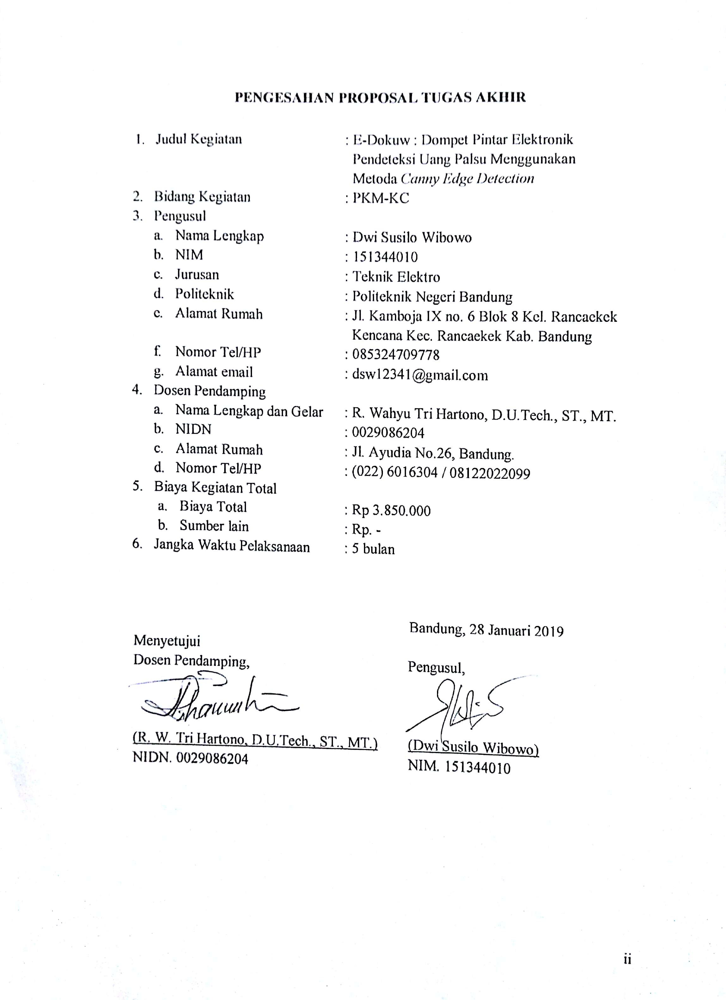 PENGESAHAN PROPOSAL TUGAS AKHIR
1. Judul Kegiatan : E-Dokuw : Dompet Pintar Elektronik
Pendeteksi Uang Palsu Menggunakan
Metoda Canny Edge Detection
2. Bidang Kegiatan : PKM-KC
3. Pengusul
a. Nama Lengkap : Dwi Susilo Wibowo
b. NIM : 151344010
c. Jurusan : Teknik Elektro
d. Politeknik : Politeknik Negeri Bandung
e. Alamat Rumah : Jl. Kamboja IX no. 6 Blok 8 Kel. Rancaekek
Kencana Kec. Rancaekek Kab. Bandung
f. Nomor Tel/HP : 085324709778
g. Alamat email : dsw12341@gmail.com
4. Dosen Pendamping
a. Nama Lengkap dan Gelar : R. Wahyu Tri Hartono, D.U.Tech., ST., MT.
b. NIDN : 0029086204
c. Alamat Rumah : Jl. Ayudia No.26, Bandung.
d. Nomor Tel/HP : (022) 6016304 / 08122022099
5. Biaya Kegiatan Total
a. Biaya Total : Rp 3.850.000
b. Sumber lain : Rp. -
6. Jangka Waktu Pelaksanaan : 5 bulan
Bandung, 28 Januari 2019
Menyetujui
Dosen Pendamping,
Pengusul,
(R. W. Tri Hartono, D.U.Tech., ST., MT.)
(Dwi Susilo Wibowo)
NIDN. 0029086204
NIM. 151344010
ii